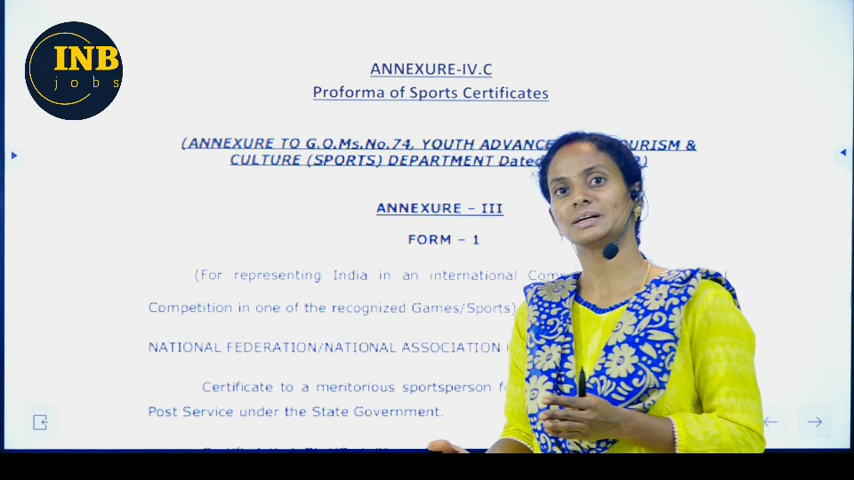 INB
jobs
ANNEXURE-IV.C
Proforma of Sports Certificates
(ANNEXURE TO G.O.Ms.No.74, YOUTH ADVANCE OURISM &
CULTURE (SPORTS) DEPARTMENT Dated
ANNEXURE – III
FORM – 1
(For representing India in an international
Competition in one of the recognized Games/Sports)
NATIONAL FEDERATION/NATIONAL ASSOCIATION
Certificate to a meritorious sportsperson
Post Service under the State Government.